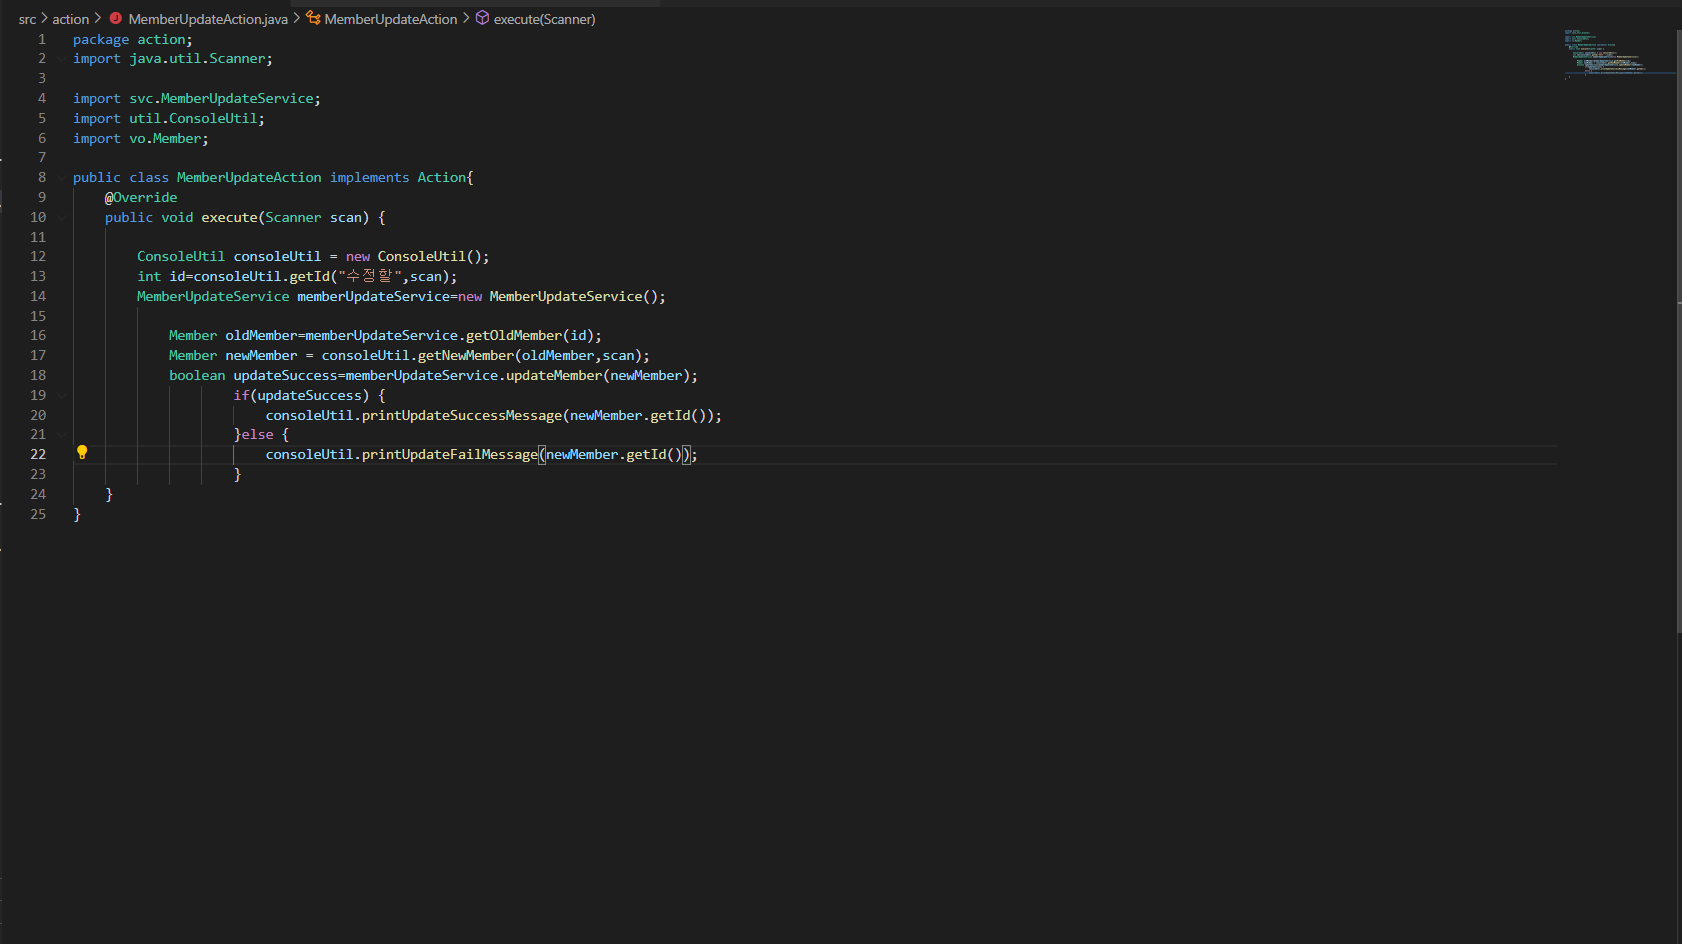 src > action > MemberUpdateAction.java > MemberUpdateAction > execute(Scanner)
1 package action;
2 import java.util.Scanner;
3
4 import svc.MemberUpdateService;
5 import util.ConsoleUtil;
6 import vo.Member;
7
8 public class MemberUpdateAction implements Action{
9 @Override
10 public void execute(Scanner scan) {
11
12 ConsoleUtil consoleUtil = new ConsoleUtil();
13 int id=consoleUtil.getId("수정할",scan);
14 MemberUpdateService memberUpdateService=new MemberUpdateService();
15
16 Member oldMember=memberUpdateService.getOldMember(id);
17 Member newMember = consoleUtil.getNewMember(oldMember,scan);
18 boolean updateSuccess=memberUpdateService.updateMember(newMember);
19 if(updateSuccess) {
20 consoleUtil.printUpdateSuccessMessage(newMember.getId());
21 }else {
22 consoleUtil.printUpdateFailMessage(newMember.getId());
23 }
24 }
25 }